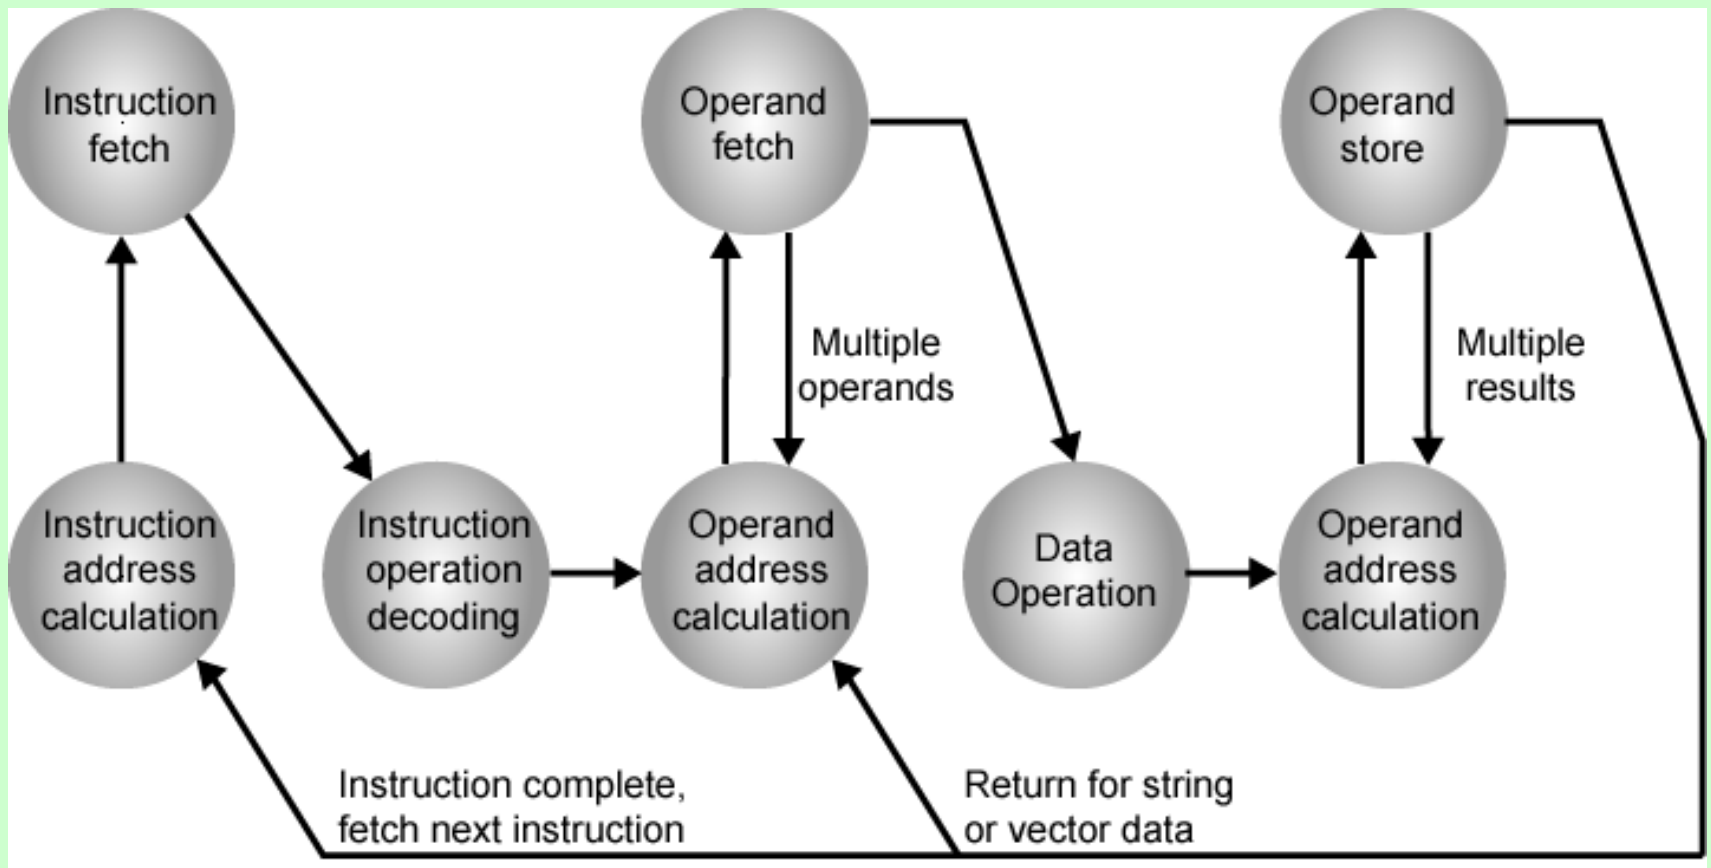 Instruction
fetch
Operand
fetch
Operand
store
Multiple
operands
Multiple
results
Instruction
address
calculation
Instruction
operation
decoding
Operand
address
calculation
Data
Operation
Operand
address
calculation
Instruction complete,
fetch next instruction
Return for string
or vector data